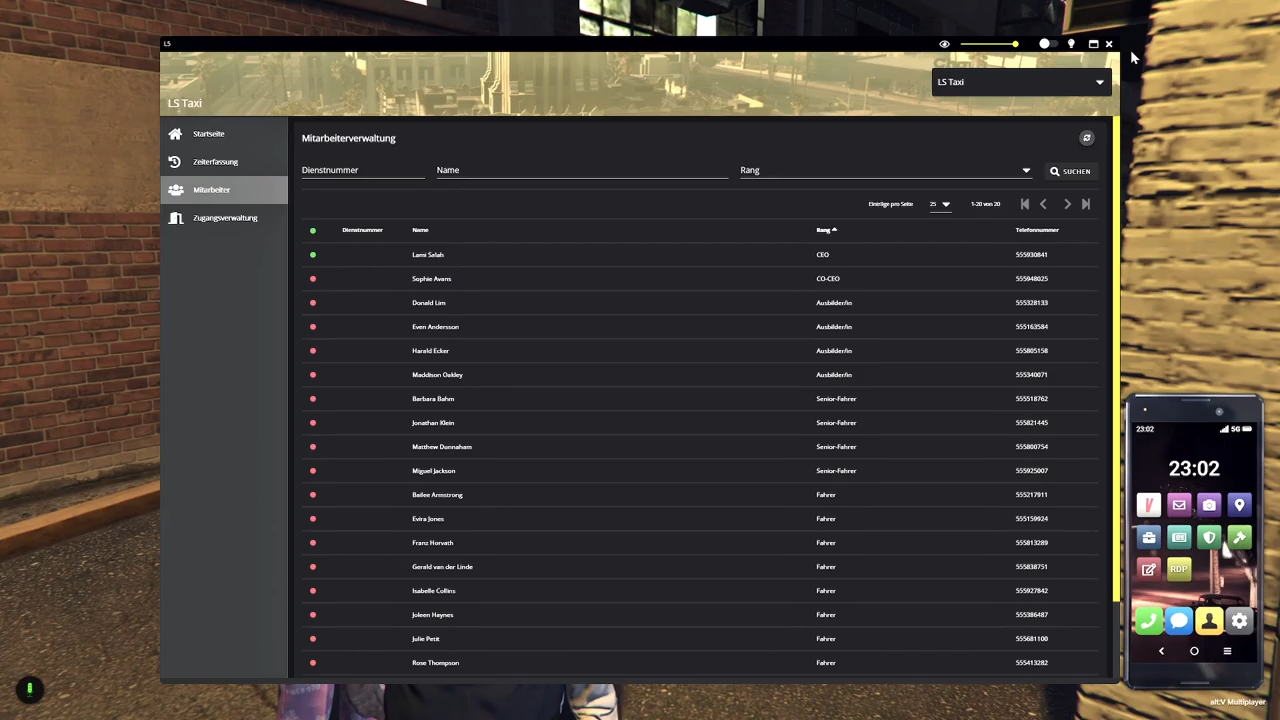 LS
LS Taxi
LS Taxi
Startseite
Zeiterfassung
Mitarbeiter
Zugangsverwaltung
Mitarbeiterverwaltung
Dienstnummer Name Rang SUCHEN
Einträge pro Seite 25 1-20 von 20
Dienstnummer Name Rang Telefonnummer
Lami Salah CEO 555930841
Sophie Avans CO-CEO 555948025
Donald Lim Ausbilder/in 555328133
Even Andersson Ausbilder/in 555163584
Harald Ecker Ausbilder/in 555805158
Maddison Oakley Ausbilder/in 555340071
Barbara Bahm Senior-Fahrer 555518762
Jonathan Klein Senior-Fahrer 555821445
Matthew Dannaham Senior-Fahrer 555800754
Miguel Jackson Senior-Fahrer 555925007
Bailee Armstrong Fahrer 555217911
Evira Jones Fahrer 555159924
Franz Horvath Fahrer 555813289
Gerald van der Linde Fahrer 555838751
Isabelle Collins Fahrer 555927842
Joleen Haynes Fahrer 555386487
Julie Petit Fahrer 555681100
Rose Thompson Fahrer 555413282
23:02 5G
23:02
RDP
alt:V Multiplayer